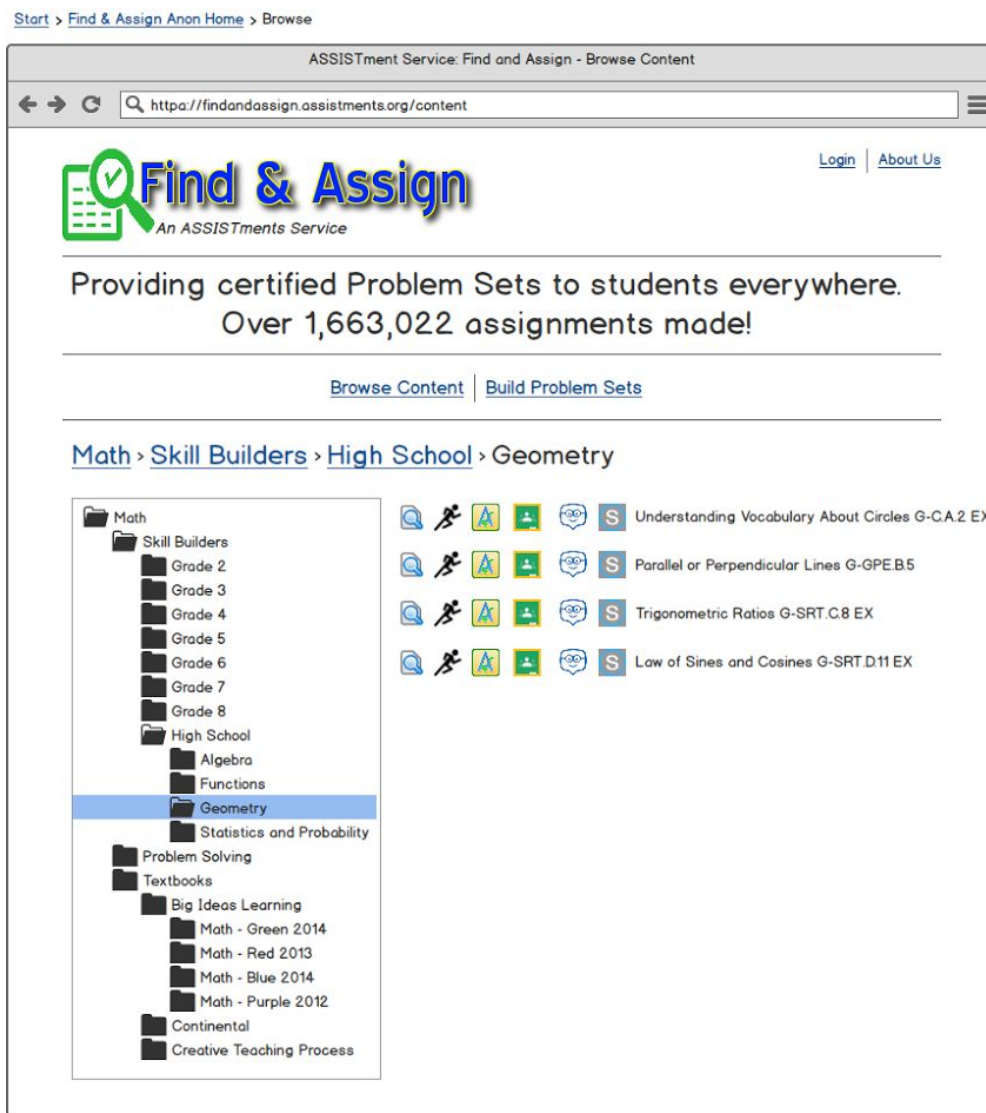 Start > Find & Assign Anon Home > Browse
ASSISTment Service: Find and Assign - Browse Content
https://findandassign.assistments.org/content
Login | About Us
Find & Assign
An ASSISTments Service
Providing certified Problem Sets to students everywhere.
Over 1,663,022 assignments made!
Browse Content | Build Problem Sets
Math > Skill Builders > High School > Geometry
Math
Skill Builders
Grade 2
Grade 3
Grade 4
Grade 5
Grade 6
Grade 7
Grade 8
High School
Algebra
Functions
Geometry
Statistics and Probability
Problem Solving
Textbooks
Big Ideas Learning
Math - Green 2014
Math - Red 2013
Math - Blue 2014
Math - Purple 2012
Continental
Creative Teaching Process
S Understanding Vocabulary About Circles G-C.A.2 EX
S Parallel or Perpendicular Lines G-GPE.B.5
S Trigonometric Ratios G-SRT.C.8 EX
S Law of Sines and Cosines G-SRT.D.11 EX